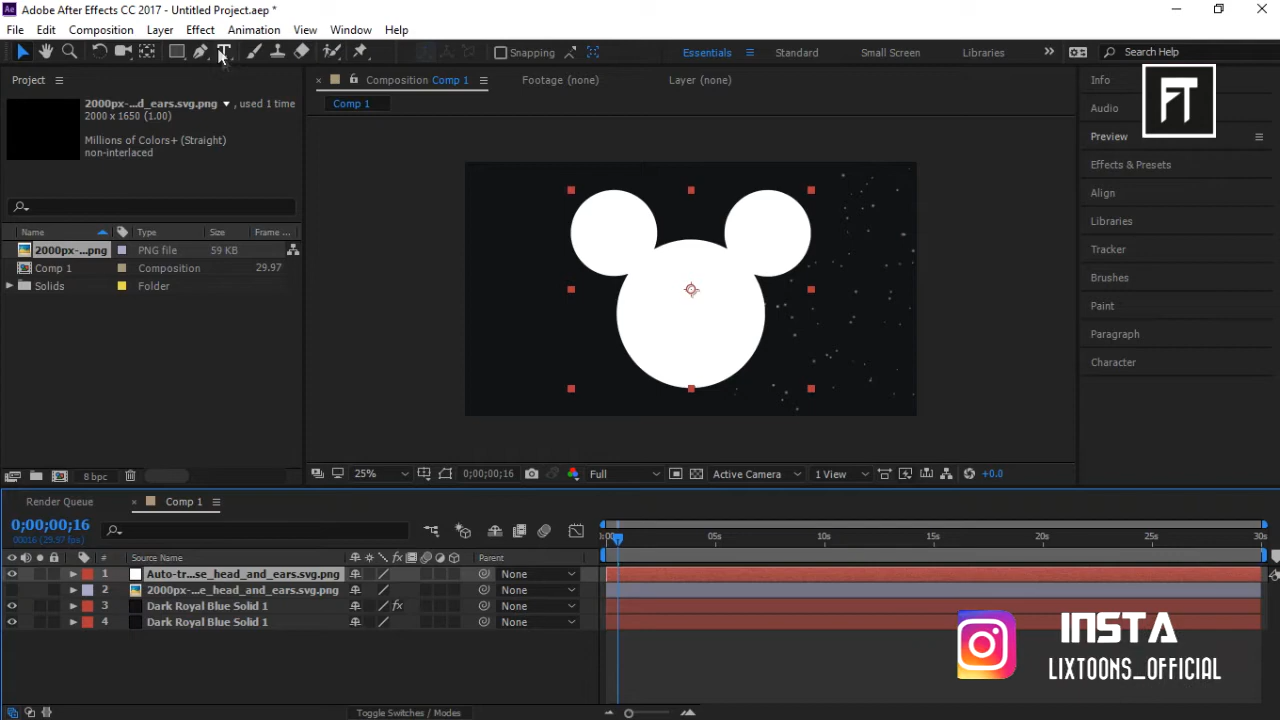 Ae Adobe After Effects CC 2017 - Untitled Project.aep *
File Edit Composition Layer Effect Animation View Window Help
T Snapping Essentials Standard Small Screen Libraries Search Help
Project
Composition Comp 1 Footage (none) Layer (none)
Info
FT
2000px-...d_ears.svg.png , used 1 time
2000 x 1650 (1.00)
Comp 1
Audio
Millions of Colors+ (Straight)
non-interlaced
Preview
Effects & Presets
Align
Libraries
Name Type Size Frame ...
2000px-...png PNG file 59 KB
Comp 1 Composition 29.97
Solids Folder
Tracker
Brushes
Paint
Paragraph
Character
8 bpc
25% 0;00;00;16 Full Active Camera 1 View +0.0
Render Queue Comp 1
0;00;00;16
00016 (29.97 fps)
05s 10s 15s 20s 25s 30s
# Source Name fx Parent
1 Auto-tr...se_head_and_ears.svg.png None
2 2000px-...e_head_and_ears.svg.png None
3 Dark Royal Blue Solid 1 fx None
4 Dark Royal Blue Solid 1 None
INSTA
LIXTOONS_OFFICIAL
Toggle Switches / Modes